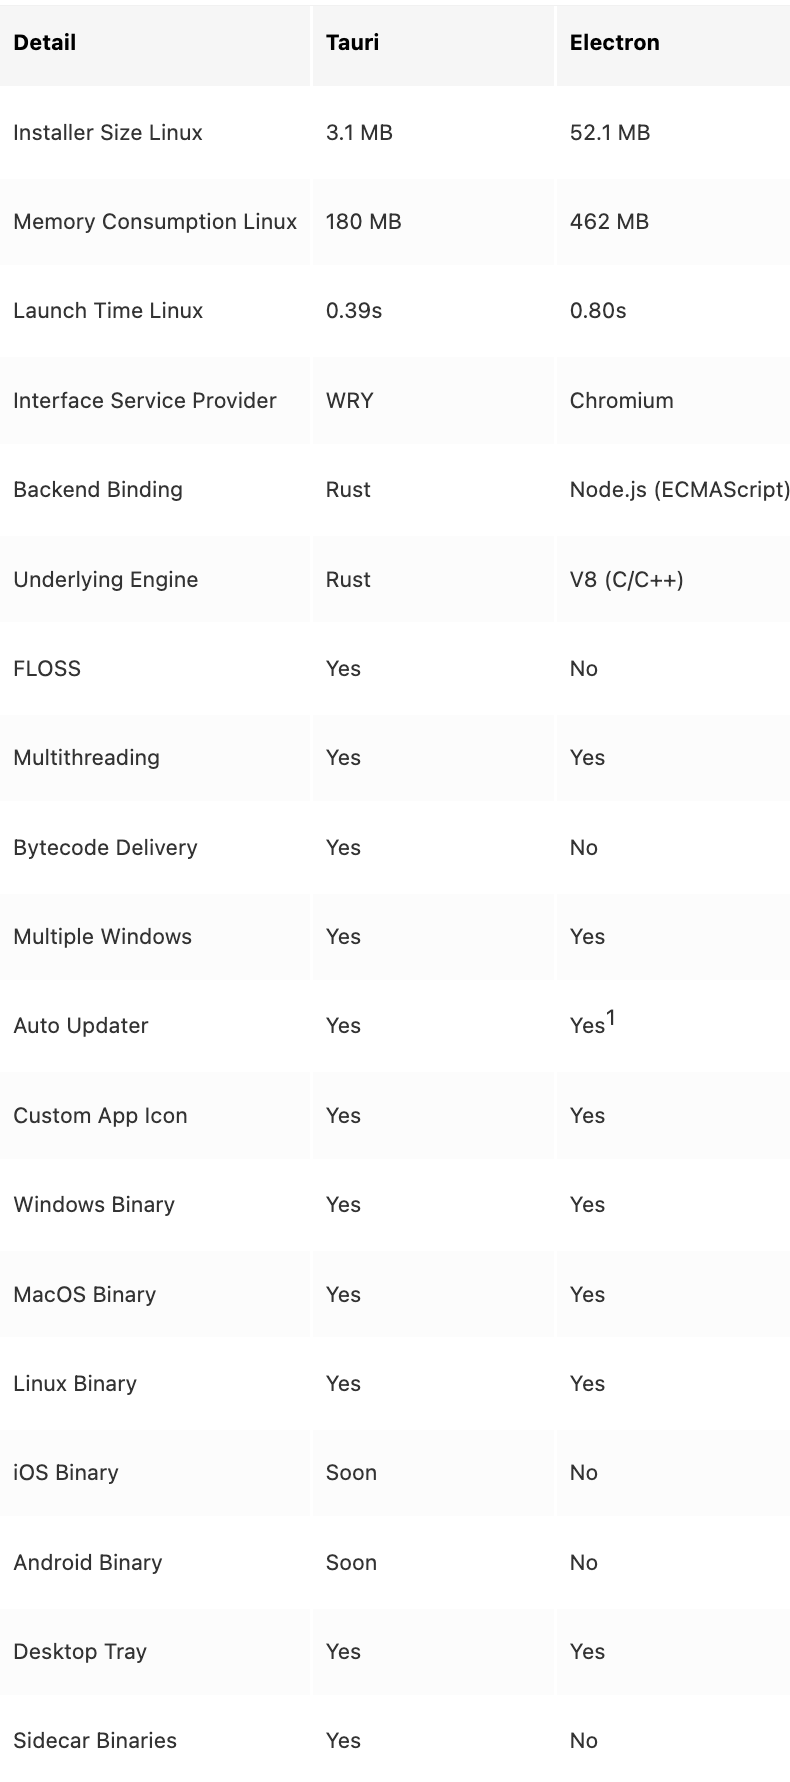 Detail Tauri Electron
Installer Size Linux 3.1 MB 52.1 MB
Memory Consumption Linux 180 MB 462 MB
Launch Time Linux 0.39s 0.80s
Interface Service Provider WRY Chromium
Backend Binding Rust Node.js (ECMAScript)
Underlying Engine Rust V8 (C/C++)
FLOSS Yes No
Multithreading Yes Yes
Bytecode Delivery Yes No
Multiple Windows Yes Yes
Auto Updater Yes Yes¹
Custom App Icon Yes Yes
Windows Binary Yes Yes
MacOS Binary Yes Yes
Linux Binary Yes Yes
iOS Binary Soon No
Android Binary Soon No
Desktop Tray Yes Yes
Sidecar Binaries Yes No